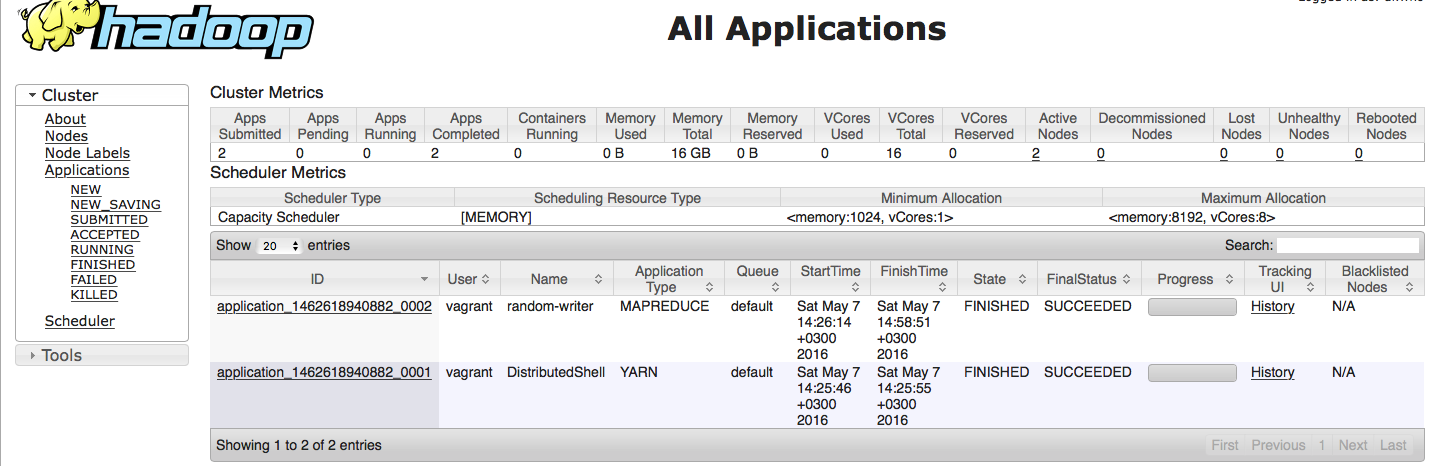 hadoop
All Applications
Cluster
About
Nodes
Node Labels
Applications
NEW
NEW_SAVING
SUBMITTED
ACCEPTED
RUNNING
FINISHED
FAILED
KILLED
Scheduler
Tools
Cluster Metrics
Apps Submitted Apps Pending Apps Running Apps Completed Containers Running Memory Used Memory Total Memory Reserved VCores Used VCores Total VCores Reserved Active Nodes Decommissioned Nodes Lost Nodes Unhealthy Nodes Rebooted Nodes
2 0 0 2 0 0 B 16 GB 0 B 0 16 0 2 0 0 0 0
Scheduler Metrics
Scheduler Type Scheduling Resource Type Minimum Allocation Maximum Allocation
Capacity Scheduler [MEMORY] <memory:1024, vCores:1> <memory:8192, vCores:8>
Show 20 entries Search:
ID User Name Application Type Queue StartTime FinishTime State FinalStatus Progress Tracking UI Blacklisted Nodes
application_1462618940882_0002 vagrant random-writer MAPREDUCE default Sat May 7 14:26:14 +0300 2016 Sat May 7 14:58:51 +0300 2016 FINISHED SUCCEEDED History N/A
application_1462618940882_0001 vagrant DistributedShell YARN default Sat May 7 14:25:46 +0300 2016 Sat May 7 14:25:55 +0300 2016 FINISHED SUCCEEDED History N/A
Showing 1 to 2 of 2 entries First Previous 1 Next Last